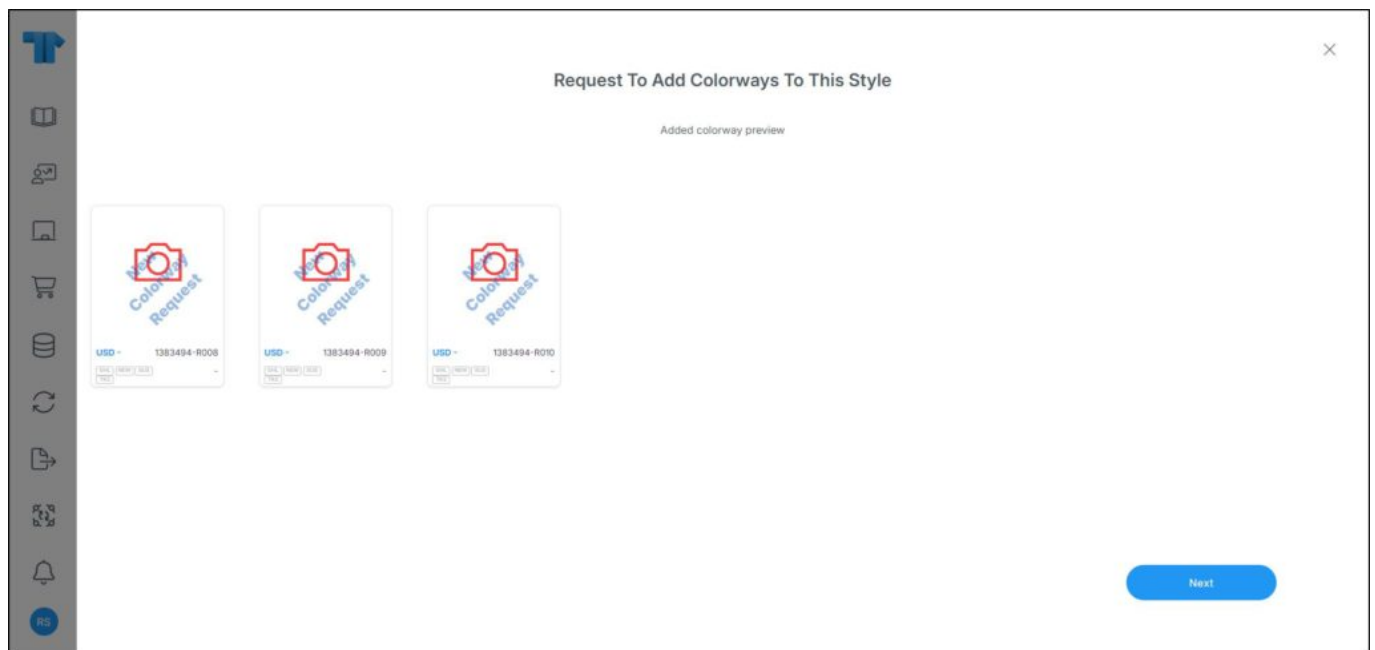 Request To Add Colorways To This Style
Added colorway preview
New
Colorway
Request
USD -
1383494-R008
-
New
Colorway
Request
USD -
1383494-R009
-
New
Colorway
Request
USD -
1383494-R010
-
Next
RS